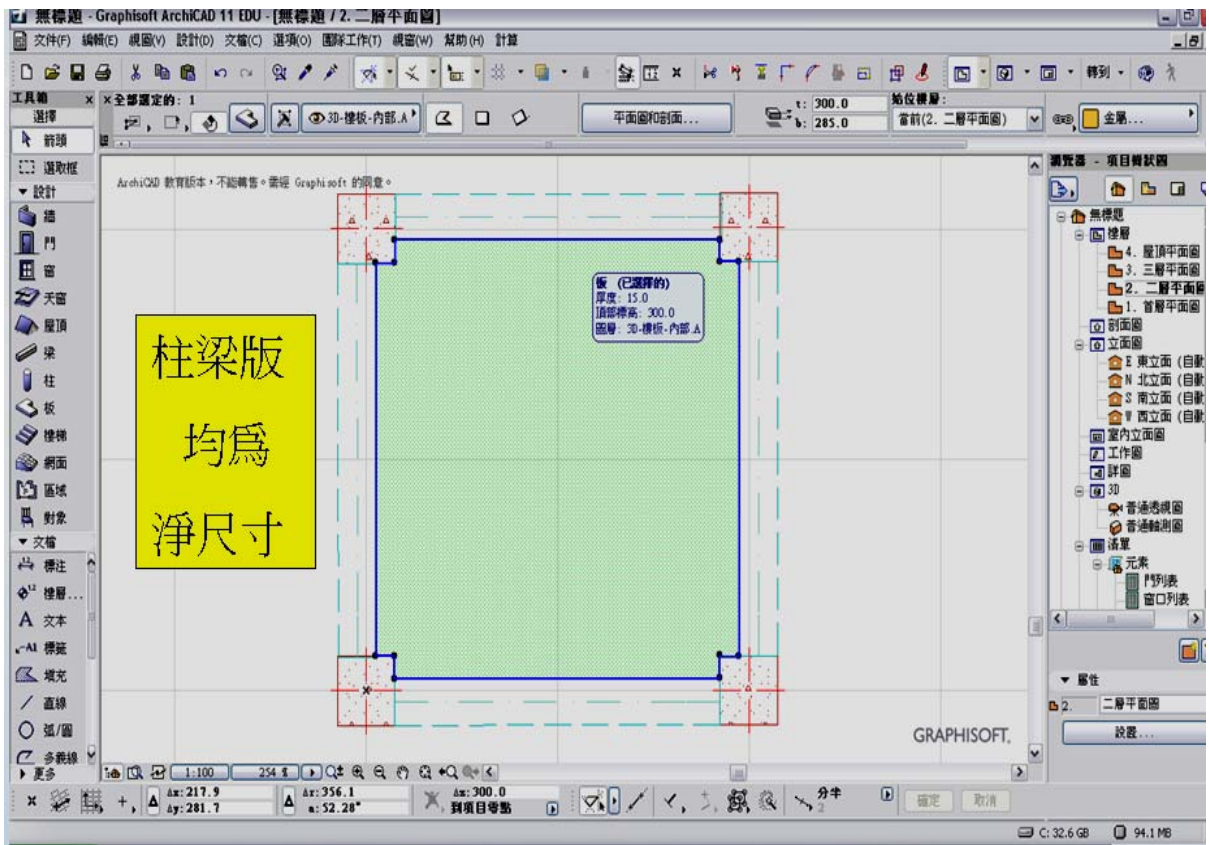 無標題 - Graphisoft ArchiCAD 11 EDU - [無標題 / 2. 二層平面圖]
文件(F) 編輯(E) 視圖(V) 設計(D) 文檔(C) 選項(O) 團隊工作(T) 視窗(W) 幫助(H) 計算
轉到
工具箱
全部選定的: 1
選擇
箭頭
選取框
設計
牆
門
窗
天窗
屋頂
梁
柱
板
樓梯
網面
區域
對象
文檔
標注
樓層...
文本
標籤
填充
直線
弧/圓
多義線
更多
3D-樓板-內部.A
平面圖和剖面...
t: 300.0
b: 285.0
始位樓層:
當前(2. 二層平面圖)
金屬...
ArchiCAD 教育版本，不能轉售。需經 Graphisoft 的同意。
板 (已選擇的)
厚度: 15.0
頂部標高: 300.0
圖層: 3D-樓板-內部.A
柱梁版
均為
淨尺寸
GRAPHISOFT.
瀏覽器 - 項目樹狀圖
無標題
樓層
4. 屋頂平面圖
3. 三層平面圖
2. 二層平面圖
1. 首層平面圖
剖面圖
立面圖
E 東立面 (自動
N 北立面 (自動
S 南立面 (自動
W 西立面 (自動
室內立面圖
工作圖
詳圖
3D
普通透視圖
普通軸測圖
清單
元素
門列表
窗口列表
屬性
2. 二層平面圖
設置...
1:100
254 %
Δx: 217.9
Δy: 281.7
Δr: 356.1
a: 52.28°
Δz: 300.0
到項目零點
分半
2
確定
取消
C: 32.6 GB
94.1 MB